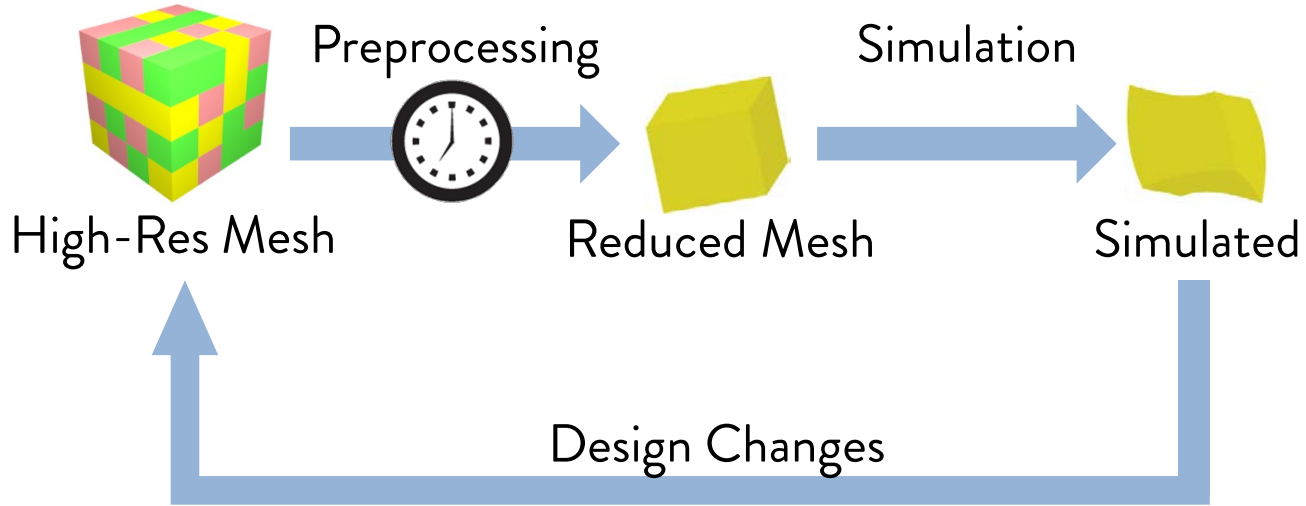 Preprocessing
Simulation
High-Res Mesh
Reduced Mesh
Simulated
Design Changes